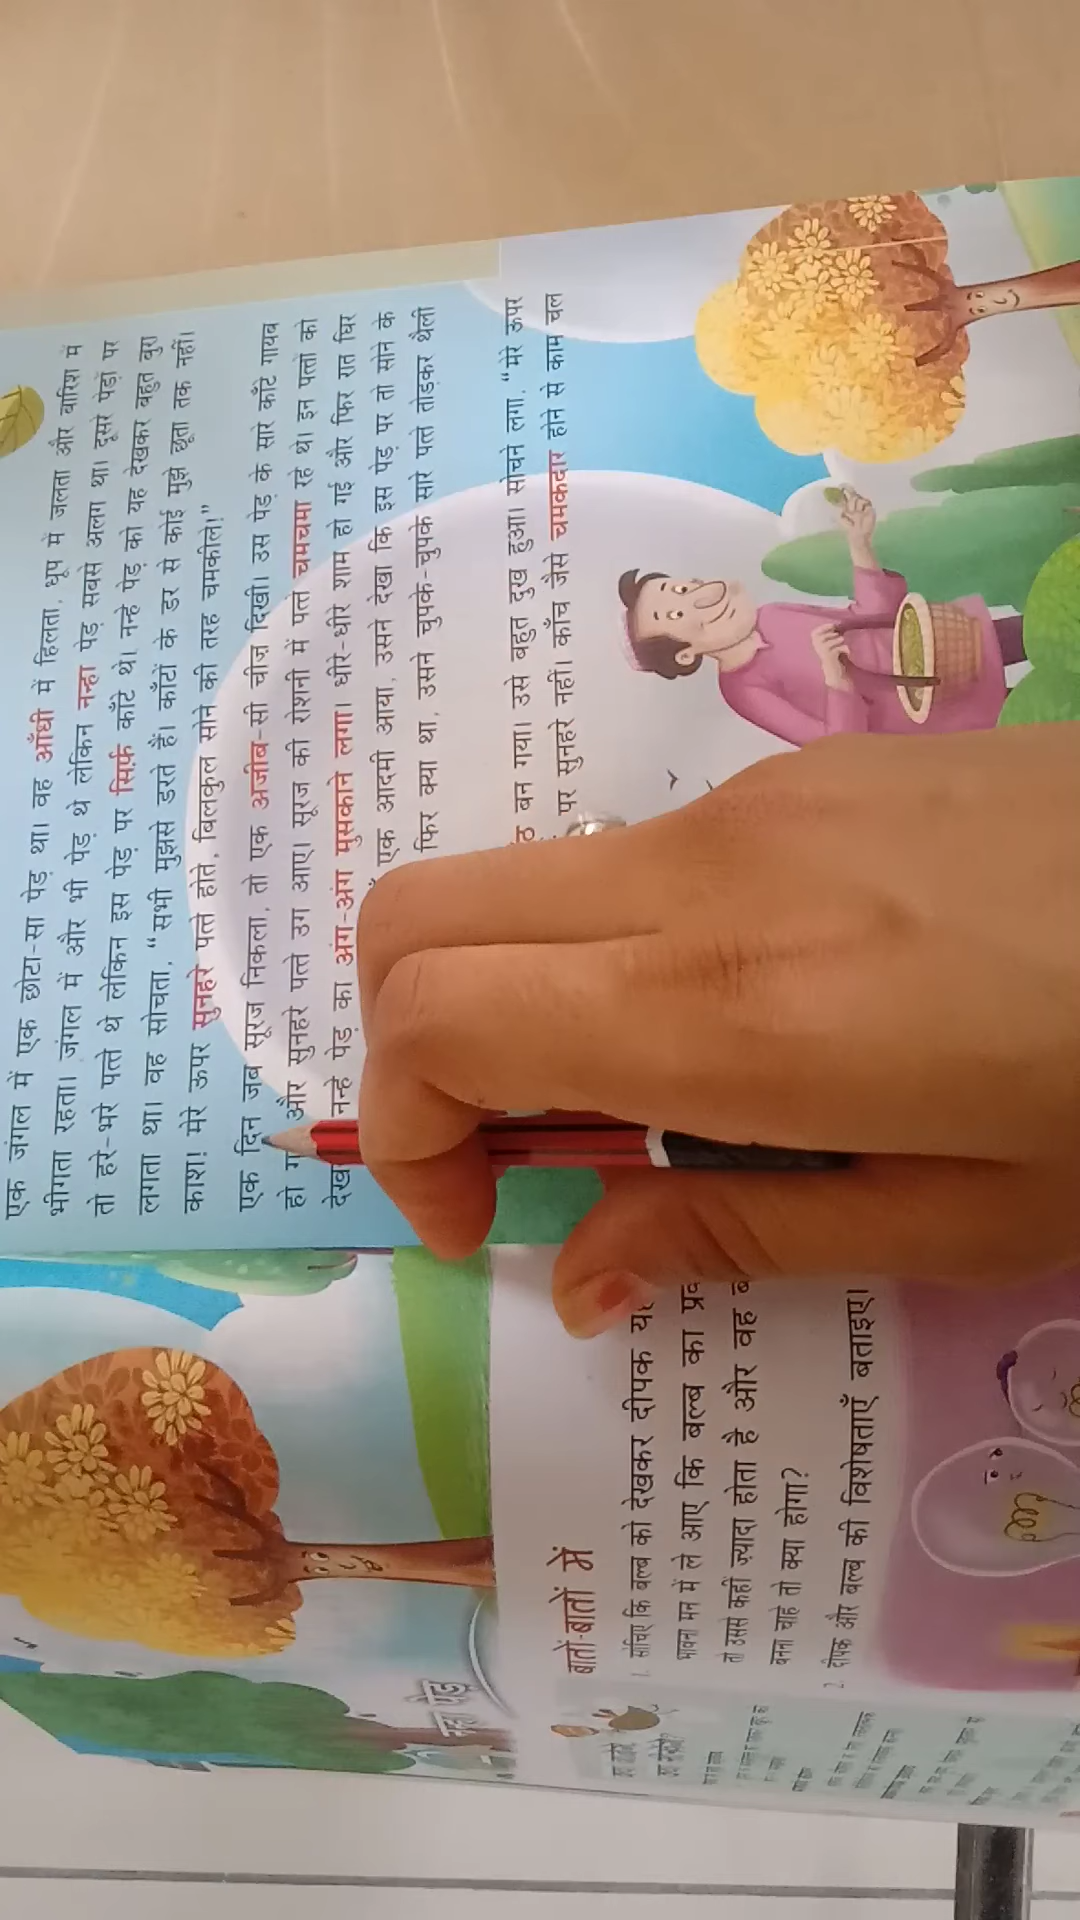 एक जंगल में एक छोटा-सा पेड़ था। वह आँधी में हिलता, धूप में जलता और बारिश में
भीगता रहता। जंगल में और भी पेड़ थे लेकिन नन्हा पेड़ सबसे अलग था। दूसरे पेड़ों पर
तो हरे-भरे पत्ते थे लेकिन इस पेड़ पर सिर्फ़ काँटे थे। नन्हे पेड़ को यह देखकर बहुत बुरा
लगता था। वह सोचता, “सभी मुझसे डरते हैं। काँटों के डर से कोई मुझे छूता तक नहीं।
काश! मेरे ऊपर सुनहरे पत्ते होते, बिलकुल सोने की तरह चमकीले!”
एक दिन जब सूरज निकला, तो एक अजीब-सी चीज़ दिखी। उस पेड़ के सारे काँटे गायब
हो और सुनहरे पत्ते उग आए। सूरज की रोशनी में पत्ते चमचमा रहे थे। इन पत्तों को
नन्हे पेड़ का अंग-अंग मुसकाने लगा। धीरे-धीरे शाम हो गई और फिर रात घिर
एक आदमी आया, उसने देखा कि इस पेड़ पर तो सोने के
फिर क्या था, उसने चुपके-चुपके सारे पत्ते तोड़कर थैली
बन गया। उसे बहुत दुख हुआ। सोचने लगा, “मेरे ऊपर
पर सुनहरे नहीं। काँच जैसे चमकदार होने से काम चल
नन्हा पेड़
बातों-बातों में
1. सोचिए कि बल्ब को देखकर दीपक
भावना मन में ले आए कि बल्ब का
तो उससे कहीं ज़्यादा होता है और वह
बनना चाहे तो क्या होगा?
2. दीपक और बल्ब की विशेषताएँ बताइए।